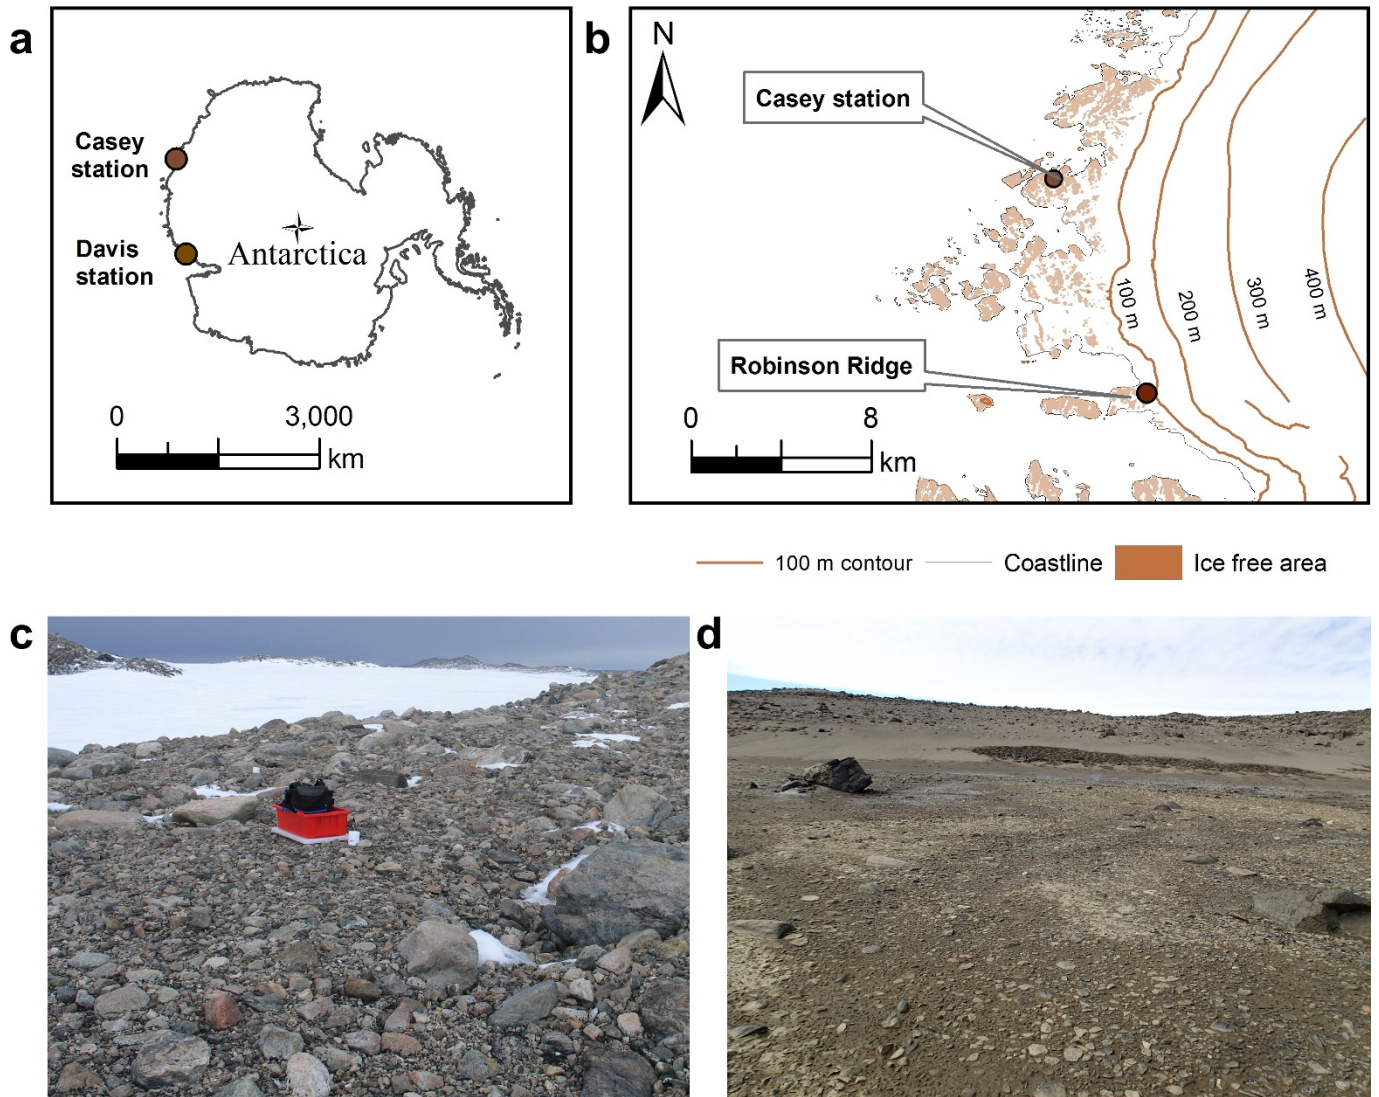 a
Casey
station
Davis
station
Antarctica
0 3,000
km
b
N
Casey station
100 m
200 m
300 m
400 m
Robinson Ridge
0 8
km
100 m contour Coastline Ice free area
c
d